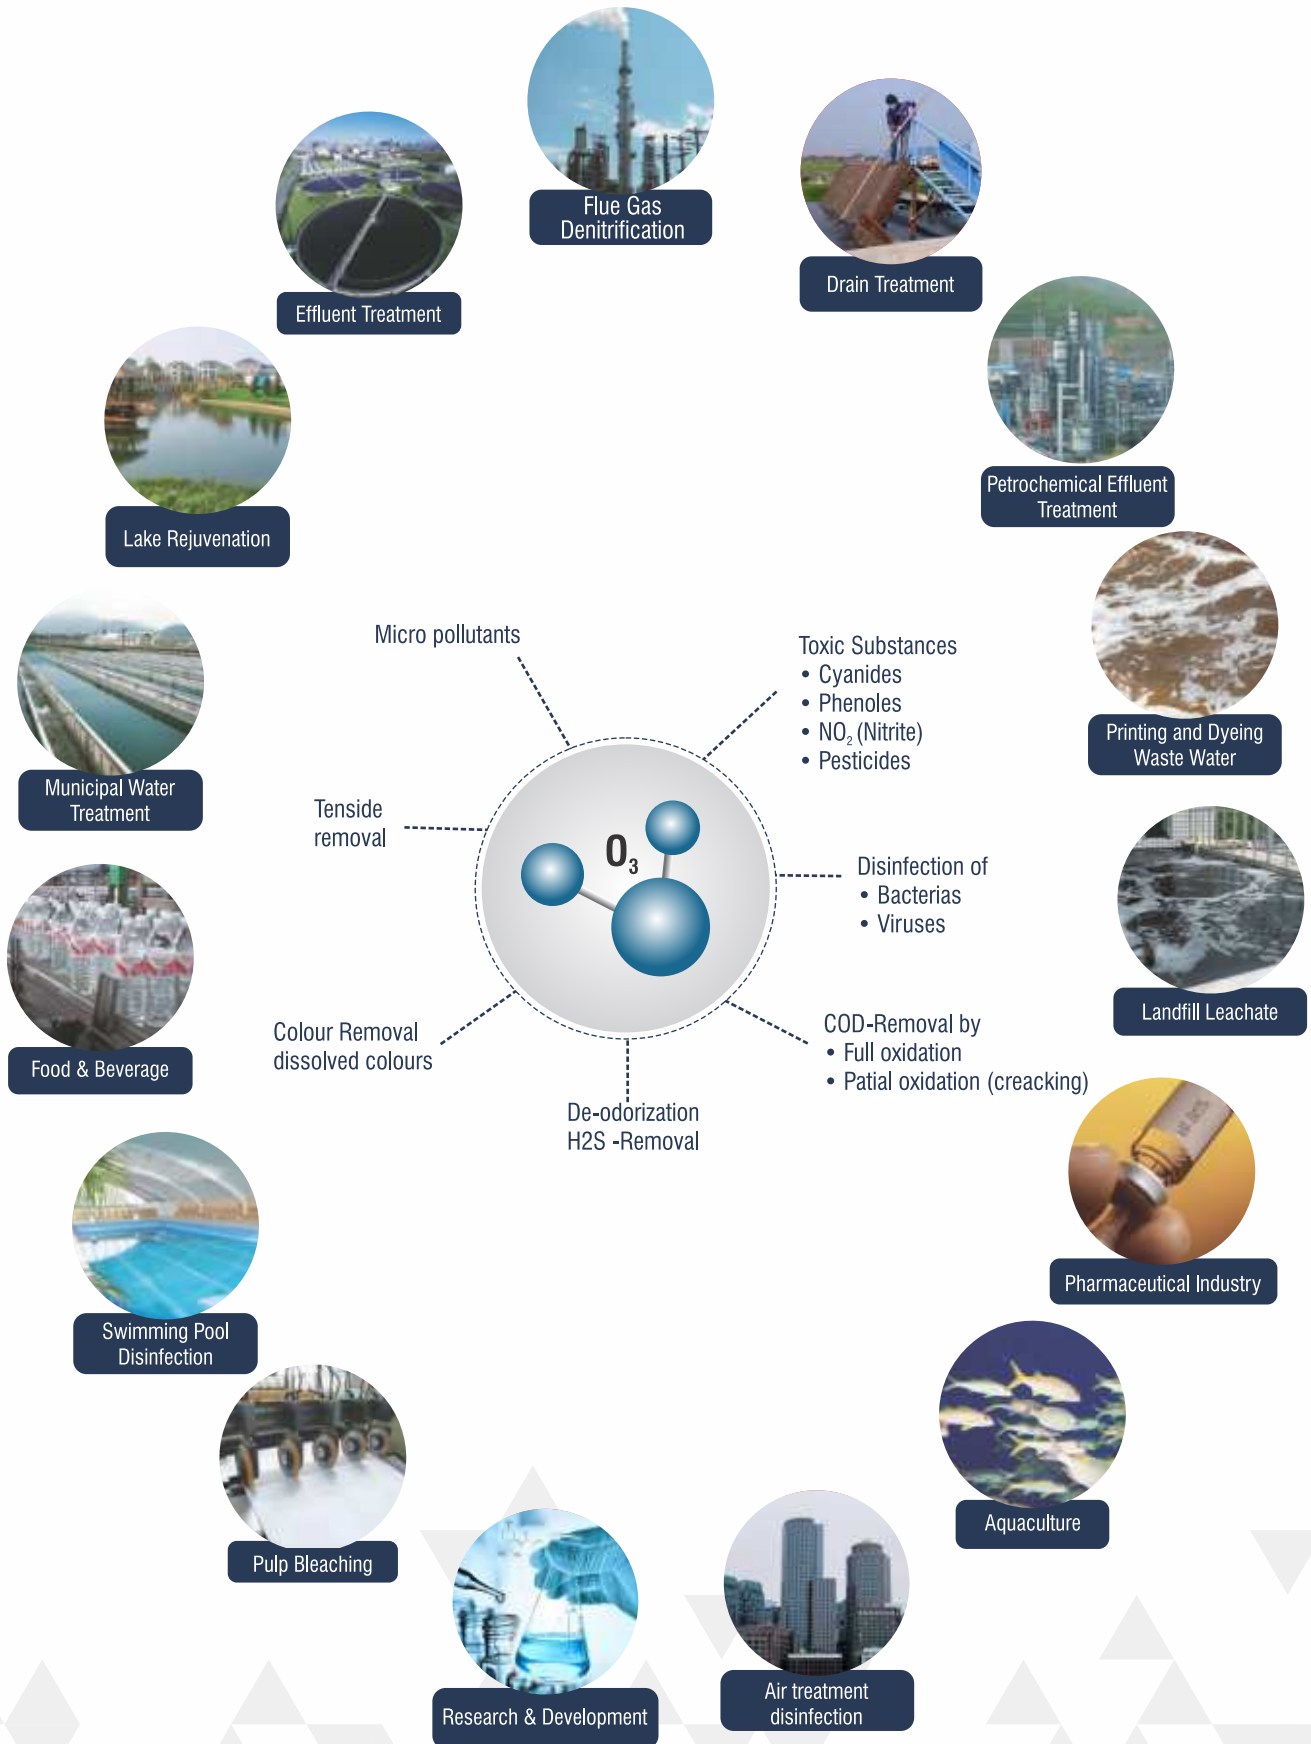 Flue Gas
Denitrification
Drain Treatment
Effluent Treatment
Petrochemical Effluent
Treatment
Lake Rejuvenation
Printing and Dyeing
Waste Water
Municipal Water
Treatment
Landfill Leachate
Food & Beverage
Pharmaceutical Industry
Swimming Pool
Disinfection
Aquaculture
Pulp Bleaching
Air treatment
disinfection
Research & Development
Micro pollutants
Toxic Substances
• Cyanides
• Phenoles
• NO₂ (Nitrite)
• Pesticides
Tenside
removal
O₃
Disinfection of
• Bacterias
• Viruses
Colour Removal
dissolved colours
COD-Removal by
• Full oxidation
• Patial oxidation (creacking)
De-odorization
H2S -Removal